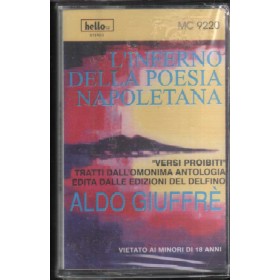 hello
STEREO
MC 9220
L'INFERNO
DELLA POESIA
NAPOLETANA
"VERSI PROIBITI"
TRATTI DALL'OMONIMA ANTOLOGIA
EDITA DALLE EDIZIONI DEL DELFINO
ALDO GIUFFRÈ
VIETATO AI MINORI DI 18 ANNI